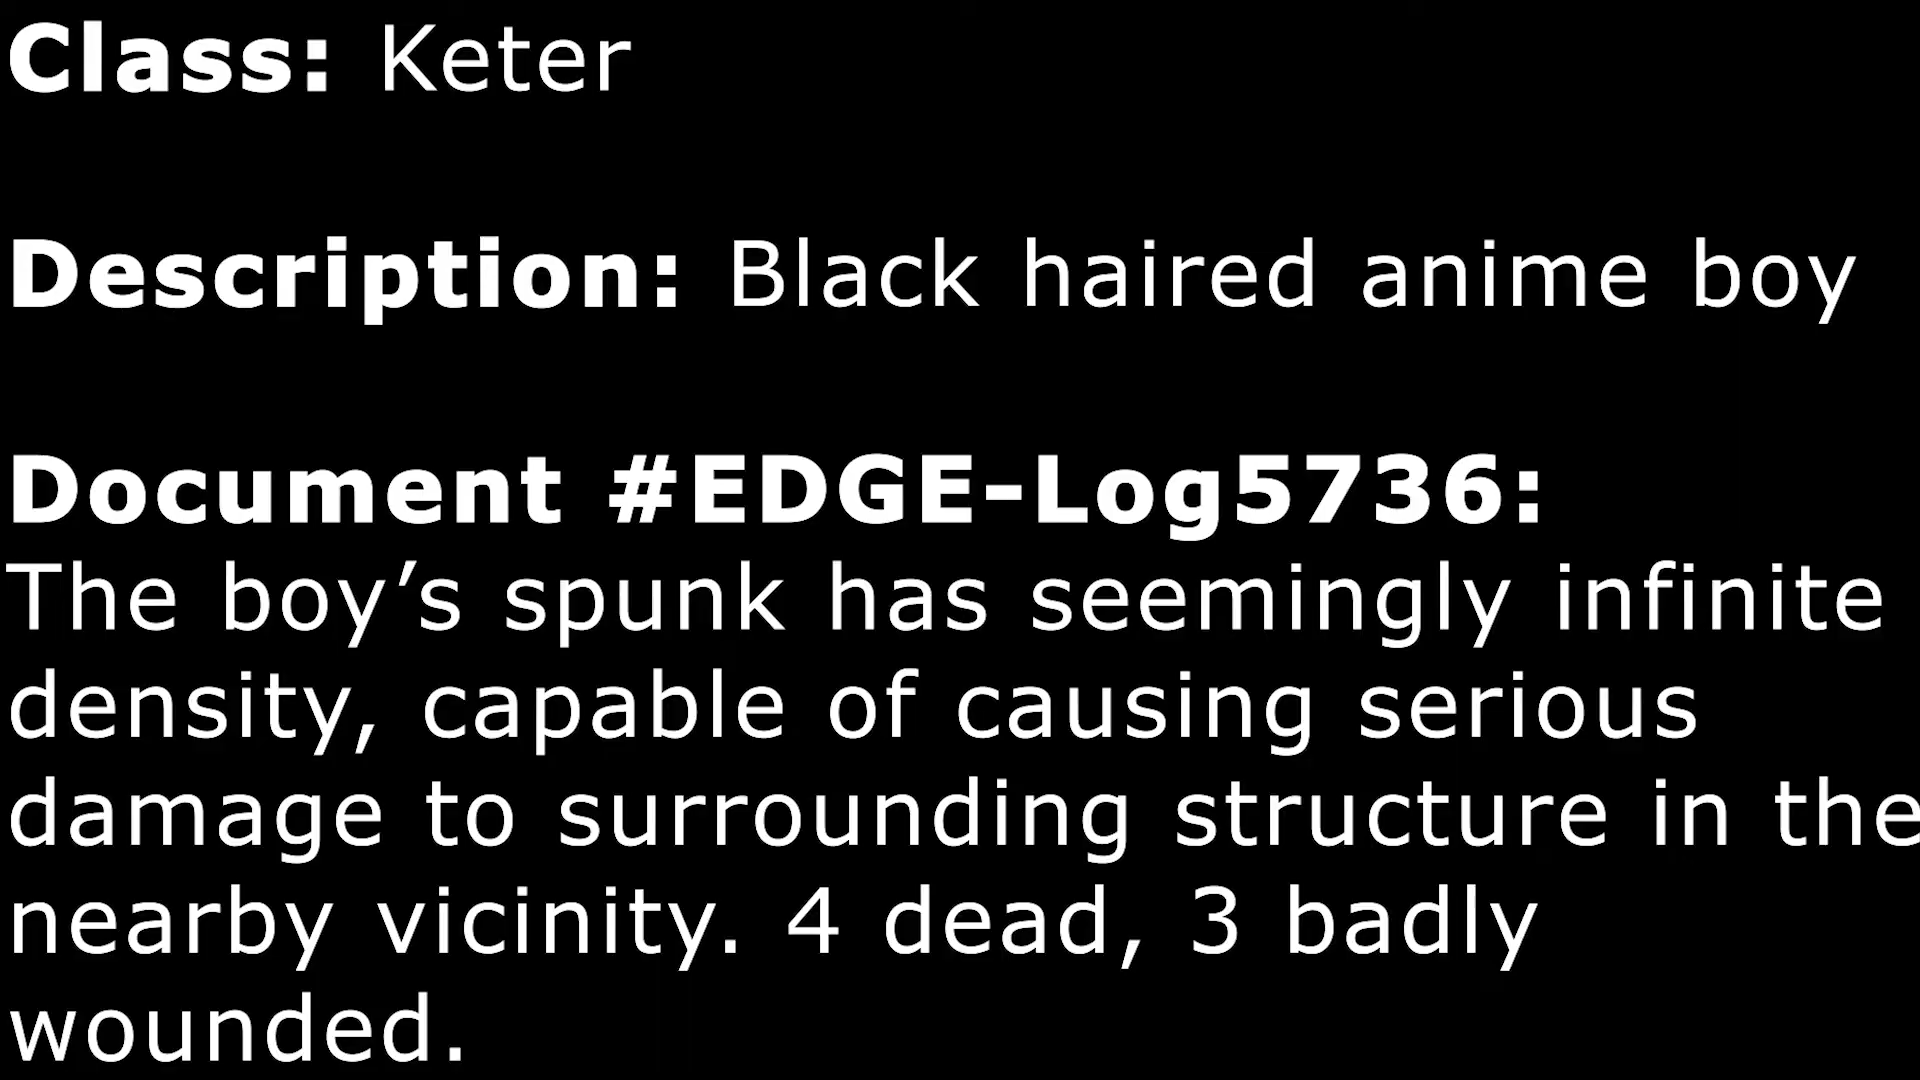 Class: Keter
Description: Black haired anime boy
Document #EDGE-Log5736:
The boy’s spunk has seemingly infinite
density, capable of causing serious
damage to surrounding structure in the
nearby vicinity. 4 dead, 3 badly
wounded.